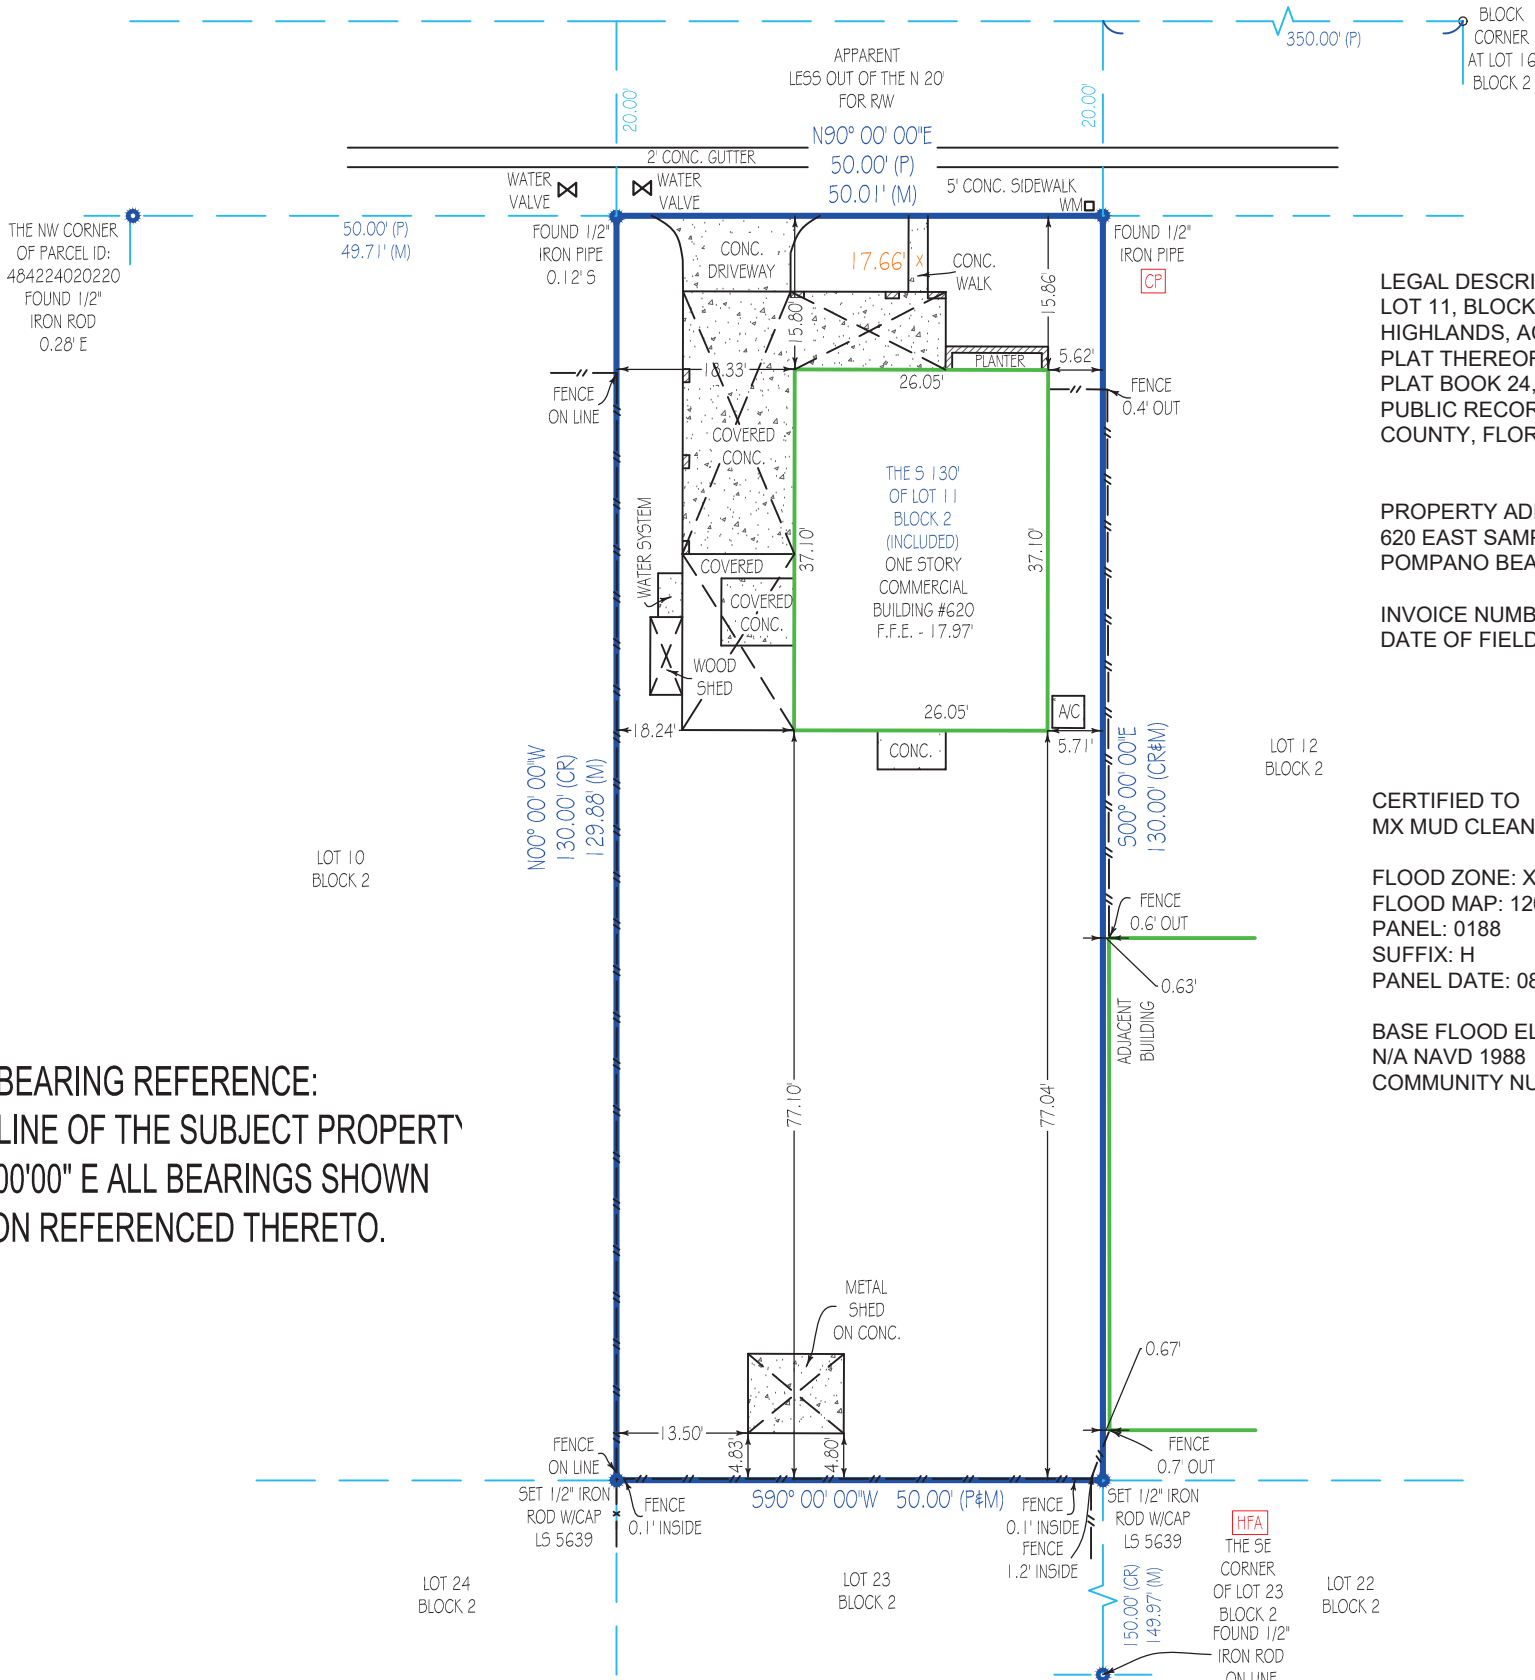 BLOCK
CORNER
AT LOT 16
BLOCK 2
350.00' (P)
APPARENT
LESS OUT OF THE N 20'
FOR R/W
20.00'
20.00'
N90° 00' 00"E
50.00' (P)
50.01' (M)
2' CONC. GUTTER
5' CONC. SIDEWALK
WM
WATER
VALVE
WATER
VALVE
THE NW CORNER
OF PARCEL ID:
484224020220
FOUND 1/2"
IRON ROD
0.28' E
50.00' (P)
49.71' (M)
FOUND 1/2"
IRON PIPE
0.12' S
FOUND 1/2"
IRON PIPE
CP
CONC.
DRIVEWAY
17.66' x
CONC.
WALK
15.80'
15.86'
PLANTER
5.62'
18.33'
26.05'
FENCE
ON LINE
FENCE
0.4' OUT
COVERED
CONC.
THE S 130'
OF LOT 11
BLOCK 2
(INCLUDED)
ONE STORY
COMMERCIAL
BUILDING #620
F.F.E. - 17.97'
37.10'
37.10'
WATER SYSTEM
COVERED
COVERED
CONC.
WOOD
SHED
26.05'
A/C
18.24'
CONC.
5.71'
N00° 00' 00"W
130.00' (CR)
129.88' (M)
S00° 00' 00"E
130.00' (CR&M)
LOT 12
BLOCK 2
LOT 10
BLOCK 2
FENCE
0.6' OUT
0.63'
ADJACENT
BUILDING
77.10'
77.04'
METAL
SHED
ON CONC.
0.67'
13.50'
4.83'
4.80'
FENCE
ON LINE
FENCE
0.7' OUT
SET 1/2" IRON
ROD W/CAP
LS 5639
FENCE
0.1' INSIDE
S90° 00' 00"W 50.00' (P&M)
FENCE
0.1' INSIDE
FENCE
1.2' INSIDE
SET 1/2" IRON
ROD W/CAP
LS 5639
HFA
THE SE
CORNER
OF LOT 23
BLOCK 2
FOUND 1/2"
IRON ROD
ON LINE
150.00' (CR)
149.97' (M)
LOT 24
BLOCK 2
LOT 23
BLOCK 2
LOT 22
BLOCK 2
BEARING REFERENCE:
LINE OF THE SUBJECT PROPERTY
00'00" E ALL BEARINGS SHOWN
ON REFERENCED THERETO.
LEGAL DESCRI
LOT 11, BLOCK
HIGHLANDS, AC
PLAT THEREOF
PLAT BOOK 24,
PUBLIC RECOR
COUNTY, FLOR
PROPERTY AD
620 EAST SAMP
POMPANO BEA
INVOICE NUMB
DATE OF FIELD
CERTIFIED TO
MX MUD CLEAN
FLOOD ZONE: X
FLOOD MAP: 120
PANEL: 0188
SUFFIX: H
PANEL DATE: 08
BASE FLOOD EL
N/A NAVD 1988
COMMUNITY NU